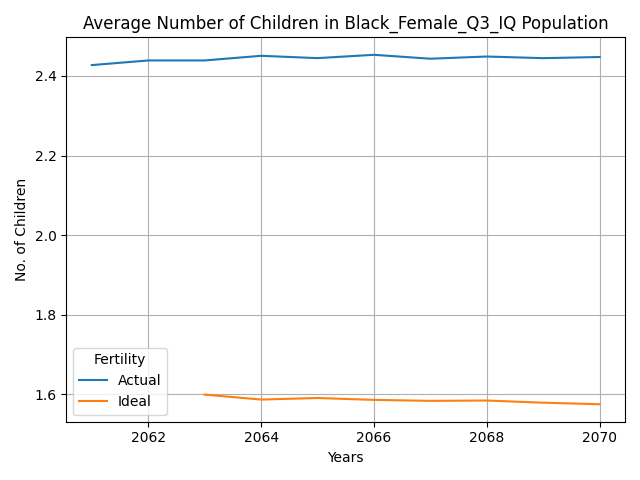 Average Number of Children in Black_Female_Q3_IQ Population
No. of Children
2.4
2.2
2.0
1.8
1.6
Fertility
Actual
Ideal
2062 2064 2066 2068 2070
Years